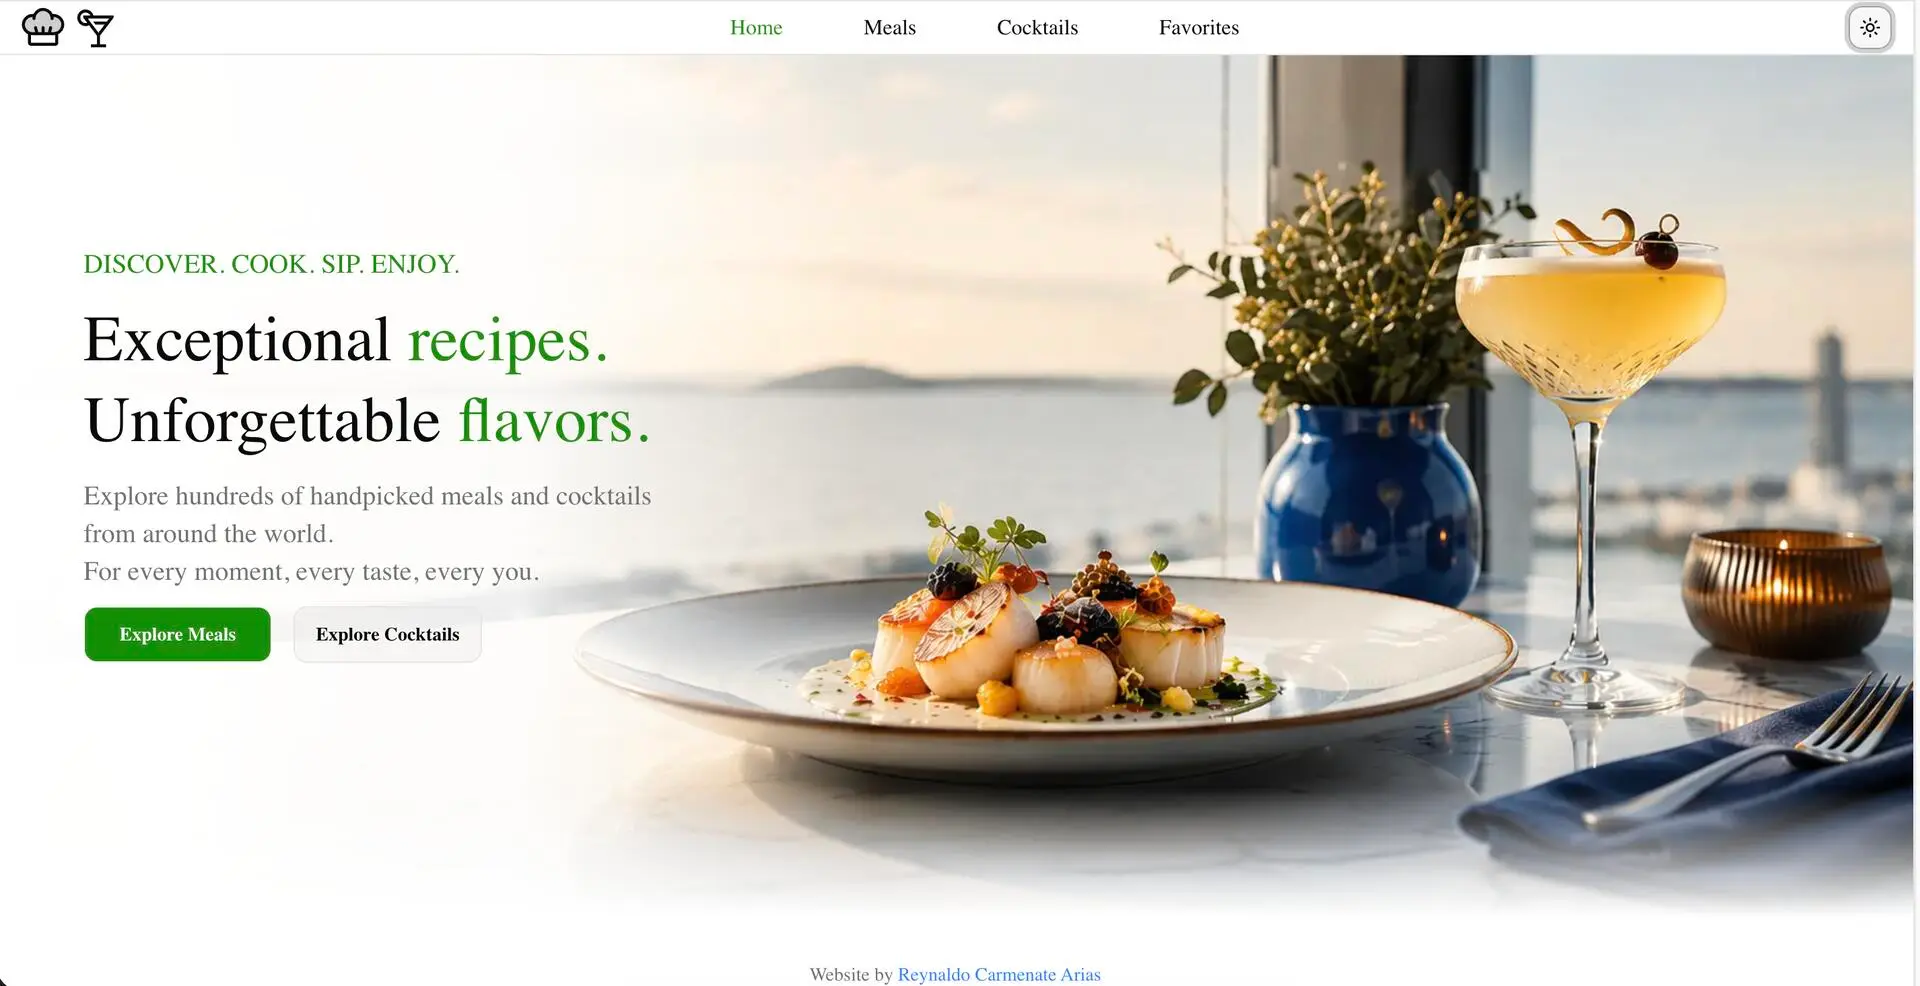 Home
Meals
Cocktails
Favorites
DISCOVER. COOK. SIP. ENJOY.
Exceptional recipes.
Unforgettable flavors.
Explore hundreds of handpicked meals and cocktails
from around the world.
For every moment, every taste, every you.
Explore Meals
Explore Cocktails
Website by Reynaldo Carmenate Arias